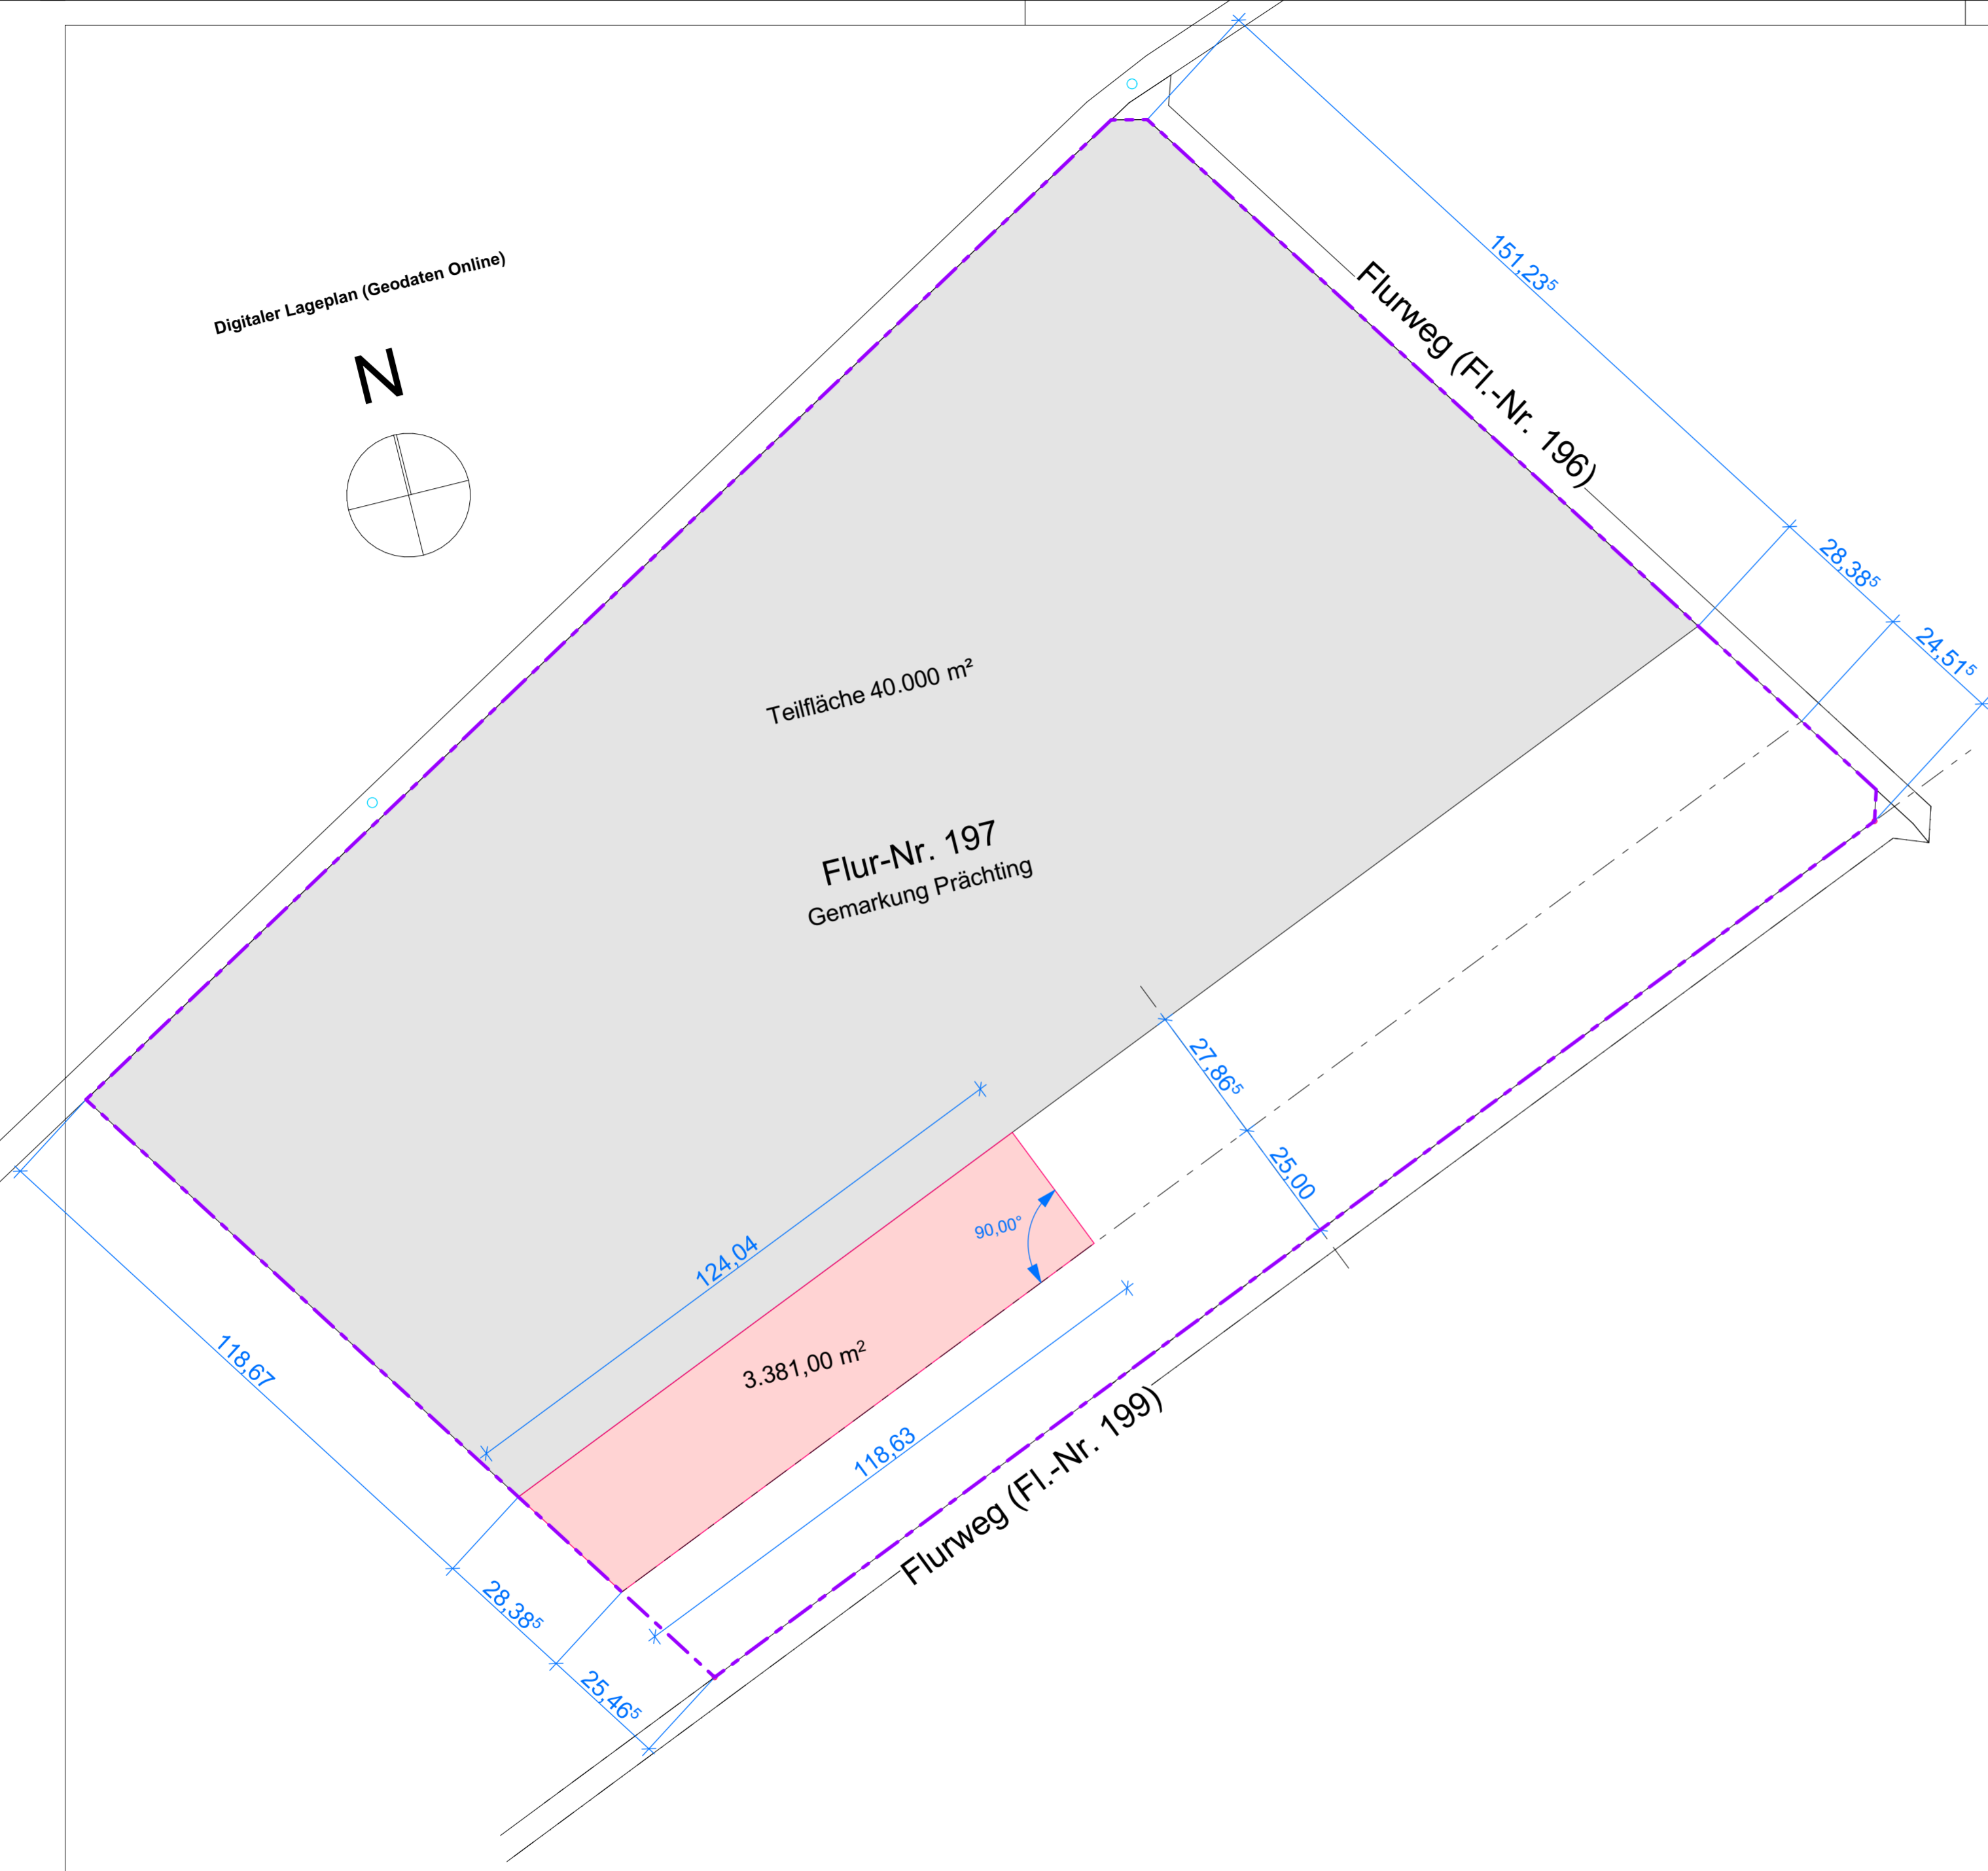 Digitaler Lageplan (Geodaten Online)
N
151,23⁵
Flurweg (Fl.-Nr. 196)
28,38⁵
24,51⁵
Teilfläche 40.000 m²
Flur-Nr. 197
Gemarkung Prächting
27,86⁵
25,00
90,00°
124,04
3.381,00 m²
118,67
118,63
Flurweg (Fl.-Nr. 199)
28,38⁵
25,46⁵